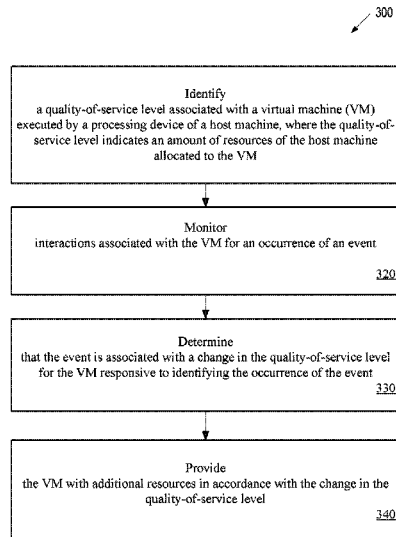 300
Identify
a quality-of-service level associated with a virtual machine (VM)
executed by a processing device of a host machine, where the quality-of-
service level indicates an amount of resources of the host machine
allocated to the VM
Monitor
interactions associated with the VM for an occurrence of an event
320
Determine
that the event is associated with a change in the quality-of-service level
for the VM responsive to identifying the occurrence of the event
330
Provide
the VM with additional resources in accordance with the change in the
quality-of-service level
340